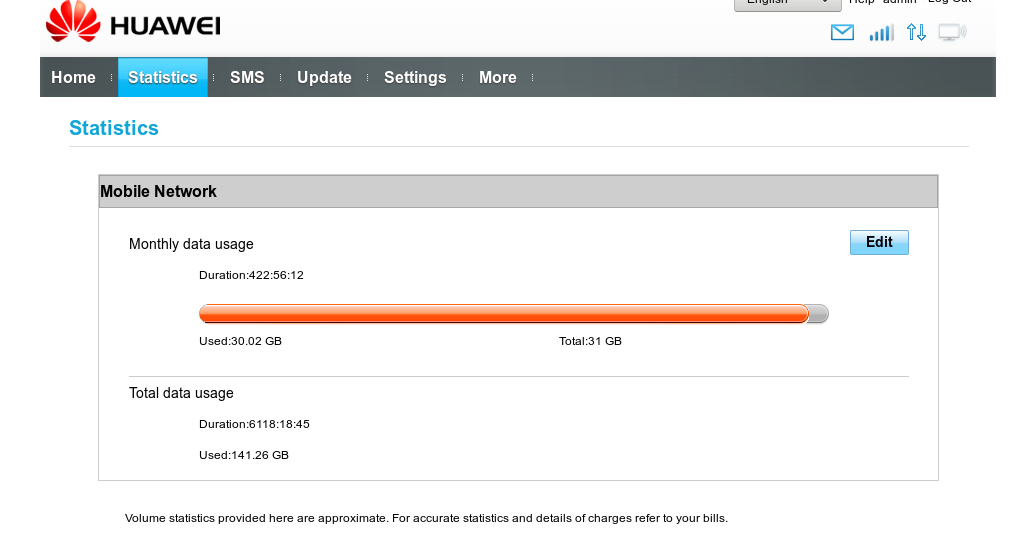 English Help admin Log Out
HUAWEI
Home Statistics SMS Update Settings More
Statistics
Mobile Network
Monthly data usage Edit
Duration:422:56:12
Used:30.02 GB Total:31 GB
Total data usage
Duration:6118:18:45
Used:141.26 GB
Volume statistics provided here are approximate. For accurate statistics and details of charges refer to your bills.